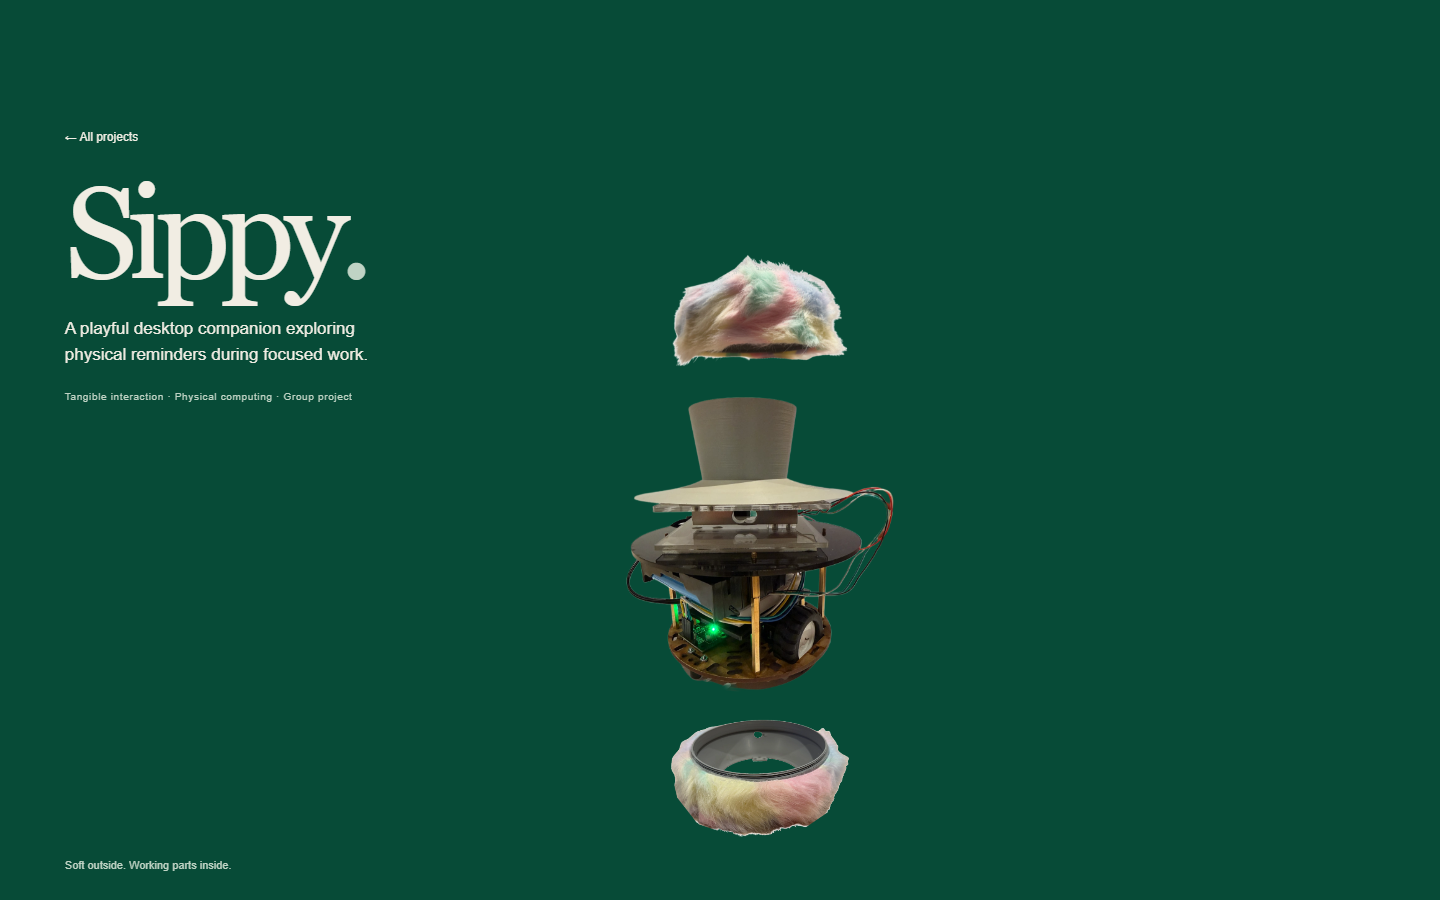 ← All projects
Sippy.
A playful desktop companion exploring
physical reminders during focused work.
Tangible interaction · Physical computing · Group project
Soft outside. Working parts inside.